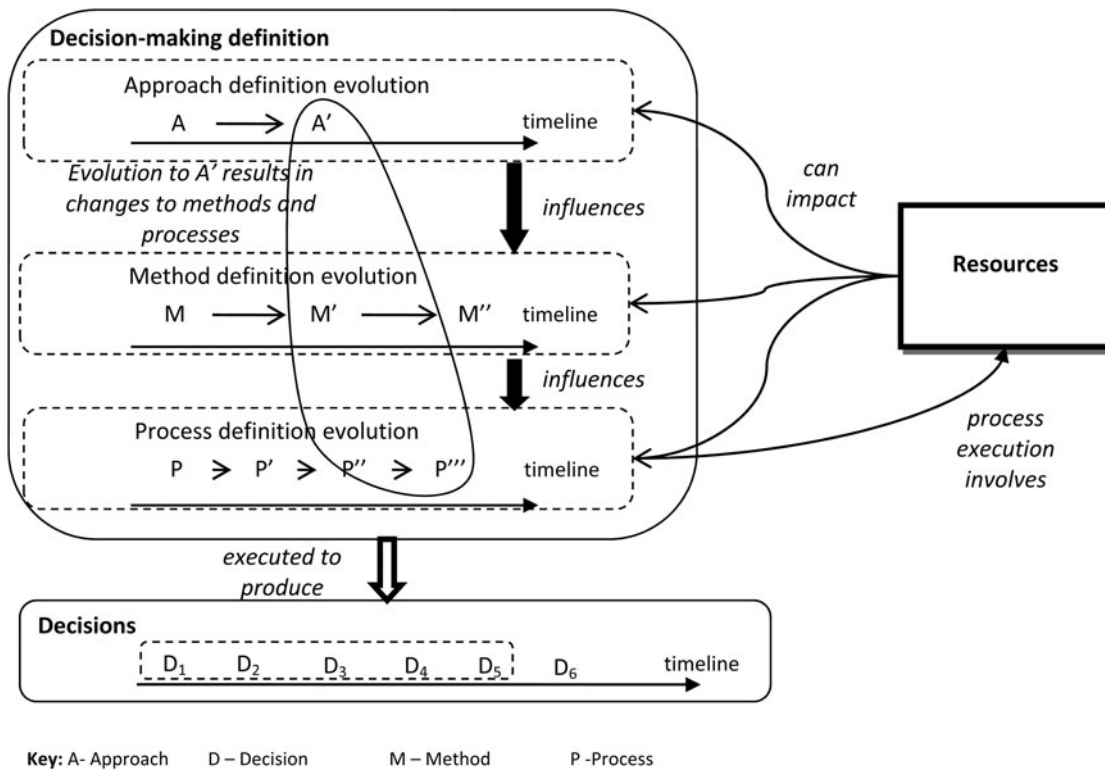 Decision-making definition
Approach definition evolution
A A’ timeline
Evolution to A’ results in
changes to methods and
processes
influences
can
impact
Resources
Method definition evolution
M M’ M’’ timeline
influences
Process definition evolution
P P’ P’’ P’’’ timeline
process
execution
involves
executed to
produce
Decisions
D₁ D₂ D₃ D₄ D₅ D₆ timeline
Key: A- Approach D – Decision M – Method P -Process